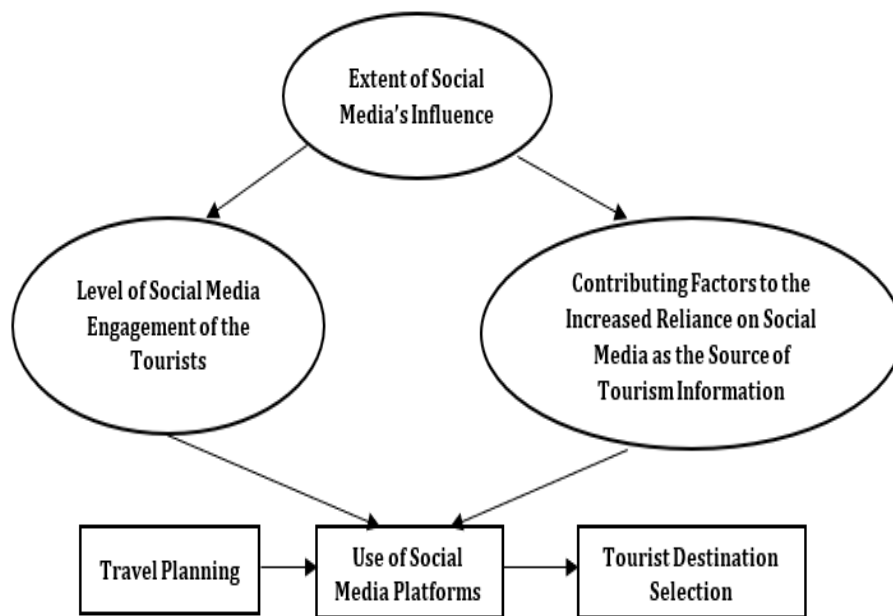 Extent of Social
Media's Influence
Level of Social Media
Engagement of the
Tourists
Contributing Factors to the
Increased Reliance on Social
Media as the Source of
Tourism Information
Travel Planning
Use of Social
Media Platforms
Tourist Destination
Selection